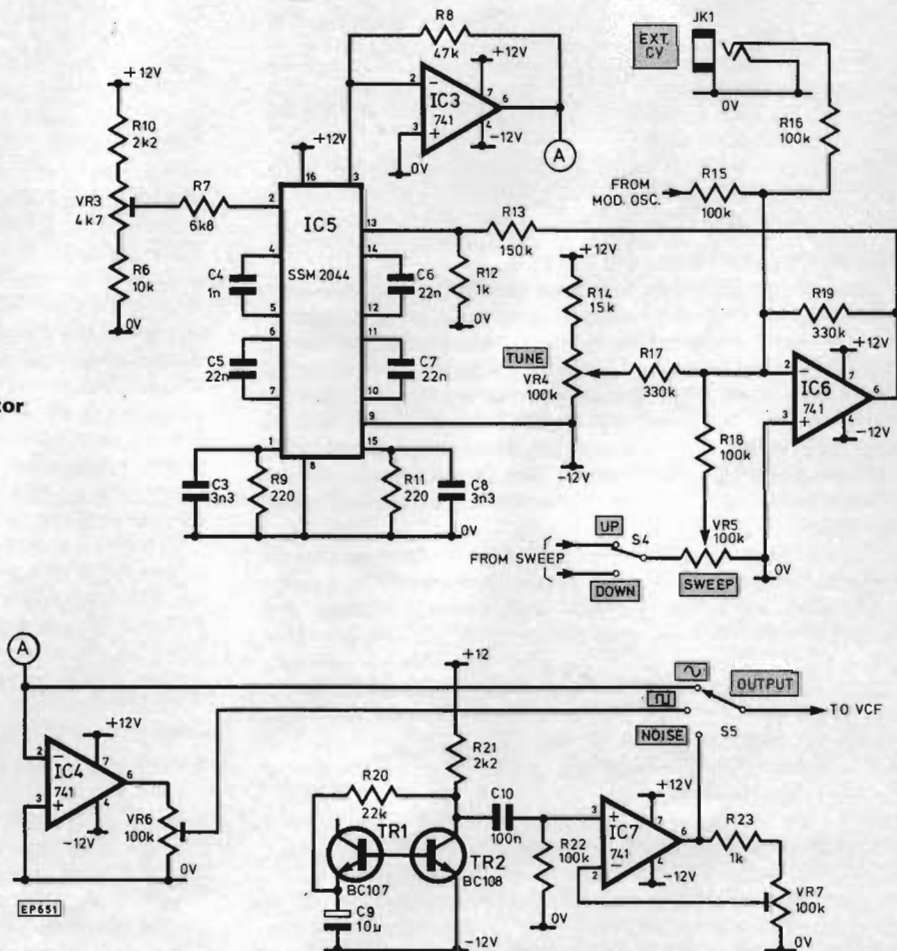 R8
47k
JK1
EXT.
CV
+12V
+12V
2
−
IC3
7
6
741
4
3
+
-12V
0V
A
0V
R16
100k
R10
2k2
+12V
VR3
4k7
R7
6k8
16
3
2
IC5
SSM 2044
FROM
MOD. OSC.
R15
100k
R13
150k
13
14
R6
10k
0V
4
C4
1n
5
C6
22n
12
R12
1k
0V
+12V
R14
15k
R19
330k
6
C5
22n
7
11
C7
22n
10
9
TUNE
VR4
100k
R17
330k
+12V
2
−
7
IC6
6
741
3
+
4
-12V
tor
1
8
15
-12V
R18
100k
C3
3n3
R9
220
R11
220
C8
3n3
0V
UP
S4
VR5
100k
FROM SWEEP
DOWN
SWEEP
0V
A
+12
OUTPUT
TO VCF
+12V
NOISE
S5
2
−
7
IC4
6
741
3
+
4
-12V
VR6
100k
0V
R21
2k2
R20
22k
C10
100n
+12V
3
+
7
IC7
6
741
2
−
4
-12V
R23
1k
TR1
BC107
TR2
BC108
R22
100k
0V
VR7
100k
EP651
C9
10µ
-12V
0V